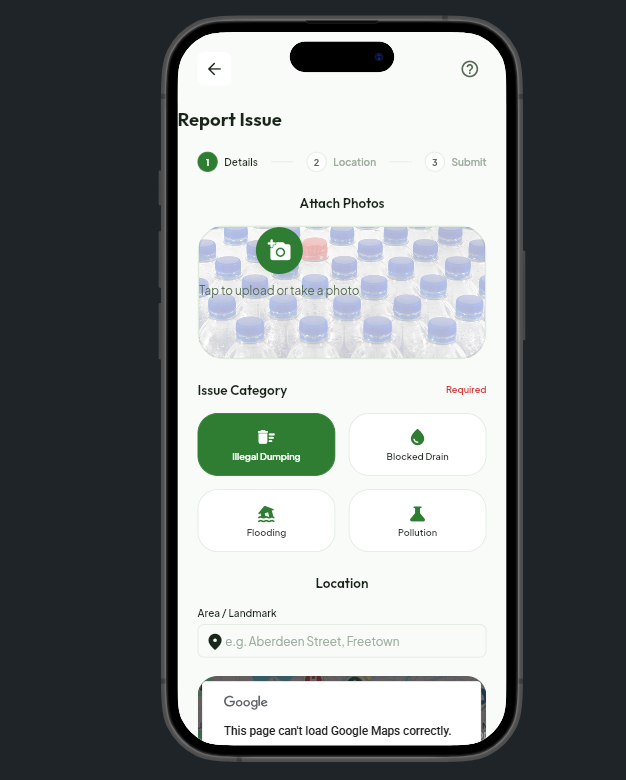 Report Issue
1 Details 2 Location 3 Submit
Attach Photos
Tap to upload or take a photo
Issue Category Required
Illegal Dumping Blocked Drain
Flooding Pollution
Location
Area / Landmark
e.g. Aberdeen Street, Freetown
Google
This page can't load Google Maps correctly.